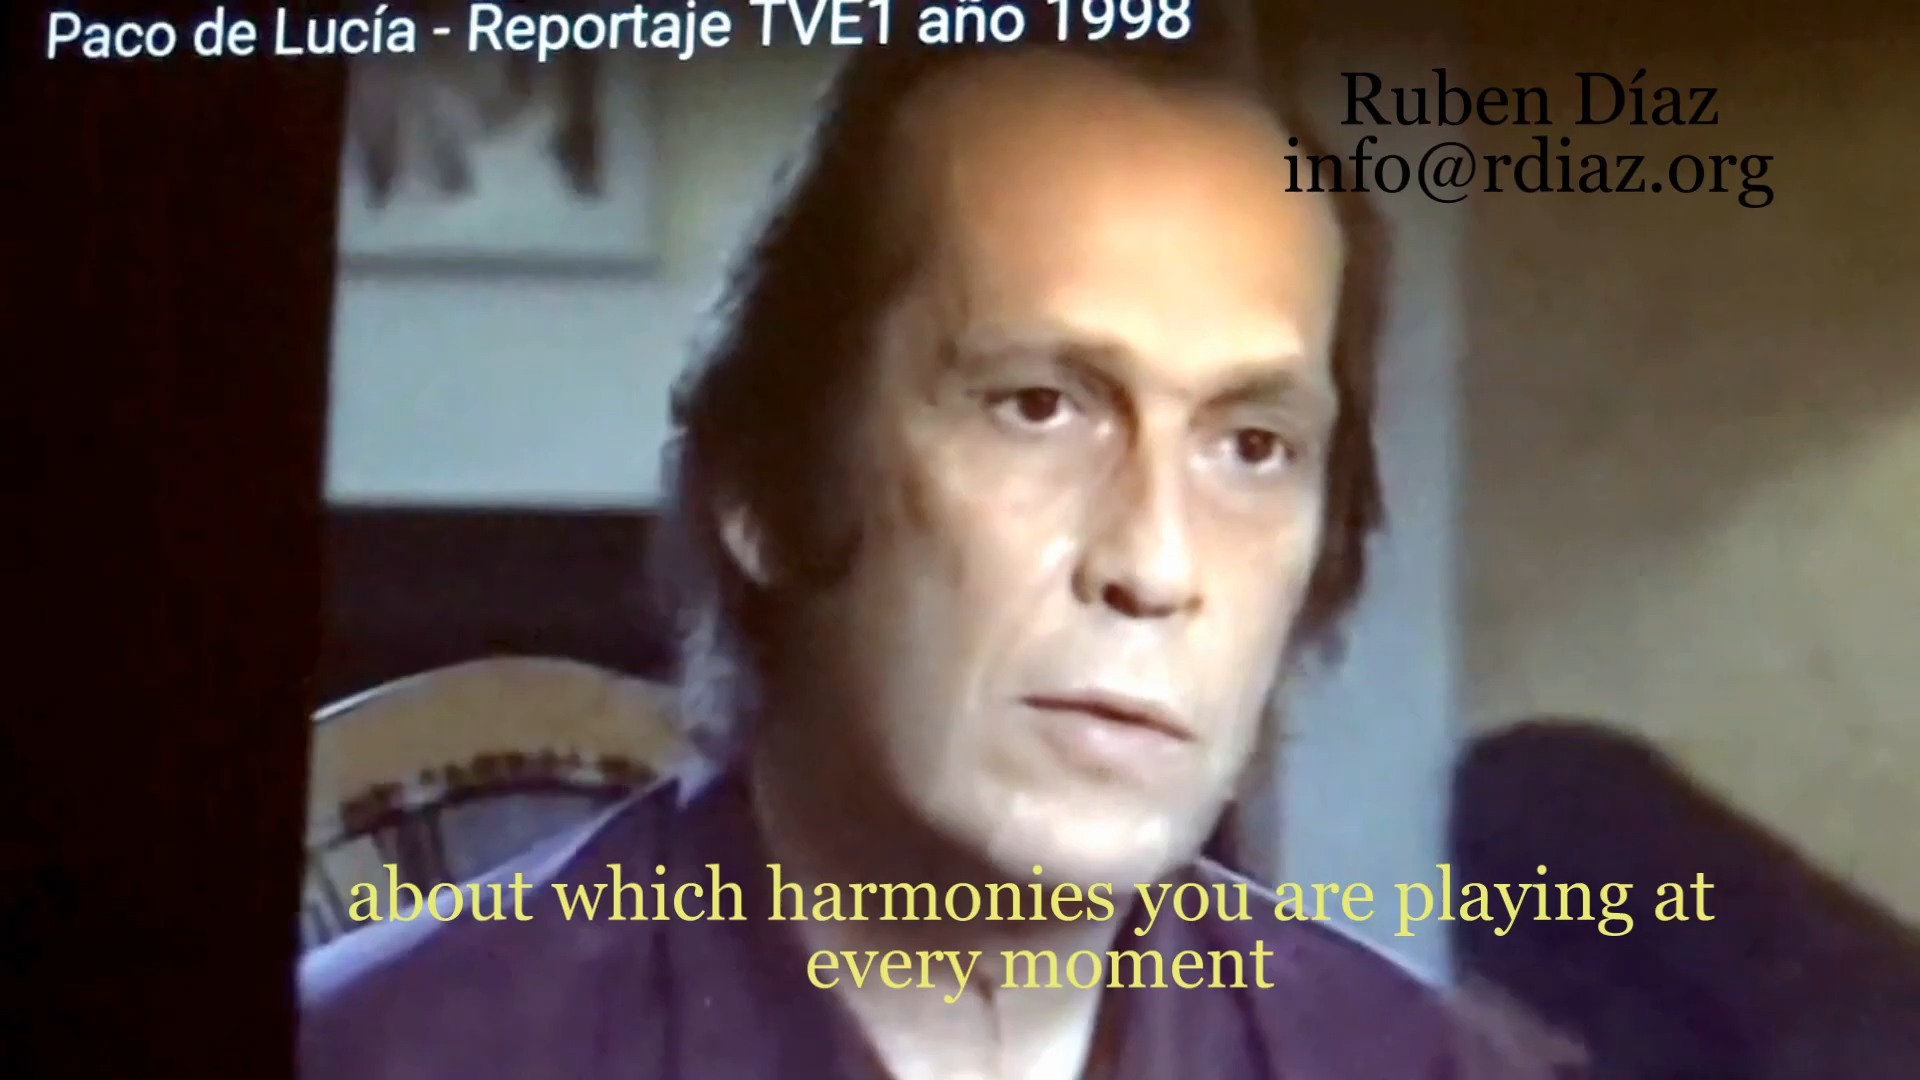 Paco de Lucía - Reportaje TVE1 año 1998
Ruben Díaz
info@rdiaz.org
about which harmonies you are playing at
every moment